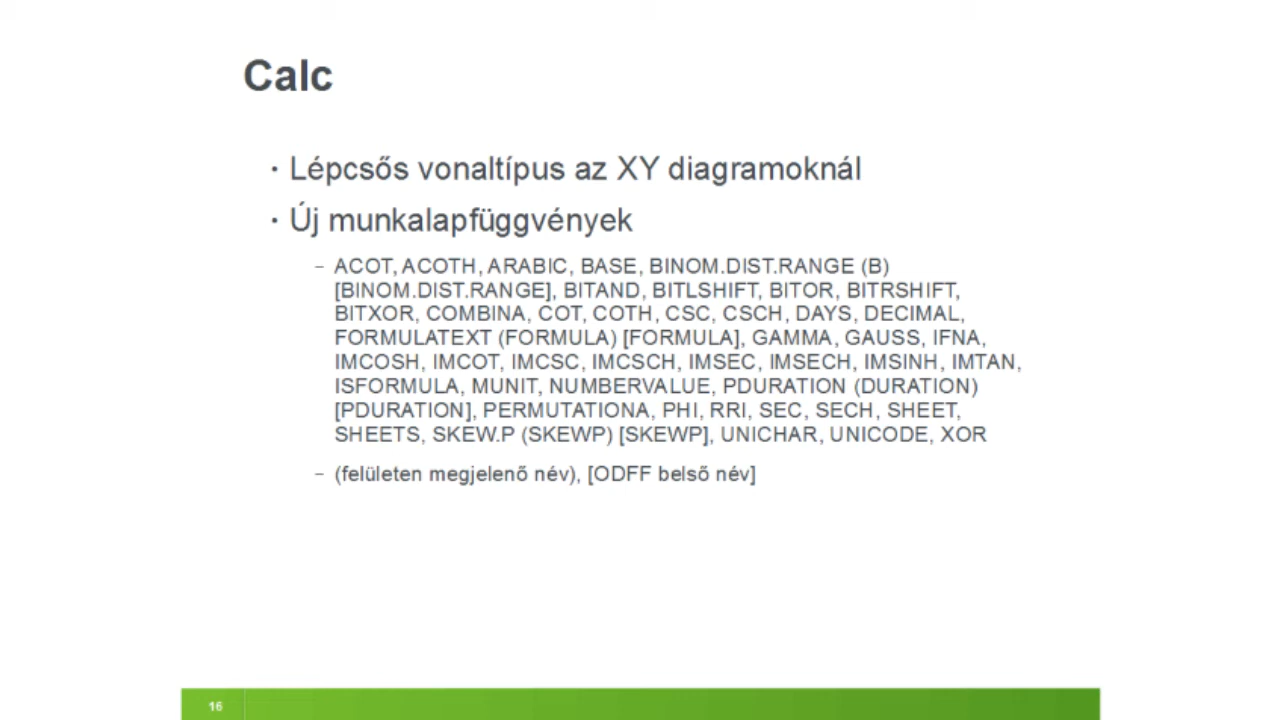 Calc
• Lépcsős vonaltípus az XY diagramoknál
• Új munkalapfüggvények
– ACOT, ACOTH, ARABIC, BASE, BINOM.DIST.RANGE (B)
[BINOM.DIST.RANGE], BITAND, BITLSHIFT, BITOR, BITRSHIFT,
BITXOR, COMBINA, COT, COTH, CSC, CSCH, DAYS, DECIMAL,
FORMULATEXT (FORMULA) [FORMULA], GAMMA, GAUSS, IFNA,
IMCOSH, IMCOT, IMCSC, IMCSCH, IMSEC, IMSECH, IMSINH, IMTAN,
ISFORMULA, MUNIT, NUMBERVALUE, PDURATION (DURATION)
[PDURATION], PERMUTATIONA, PHI, RRI, SEC, SECH, SHEET,
SHEETS, SKEW.P (SKEWP) [SKEWP], UNICHAR, UNICODE, XOR
– (felületen megjelenő név), [ODFF belső név]
16